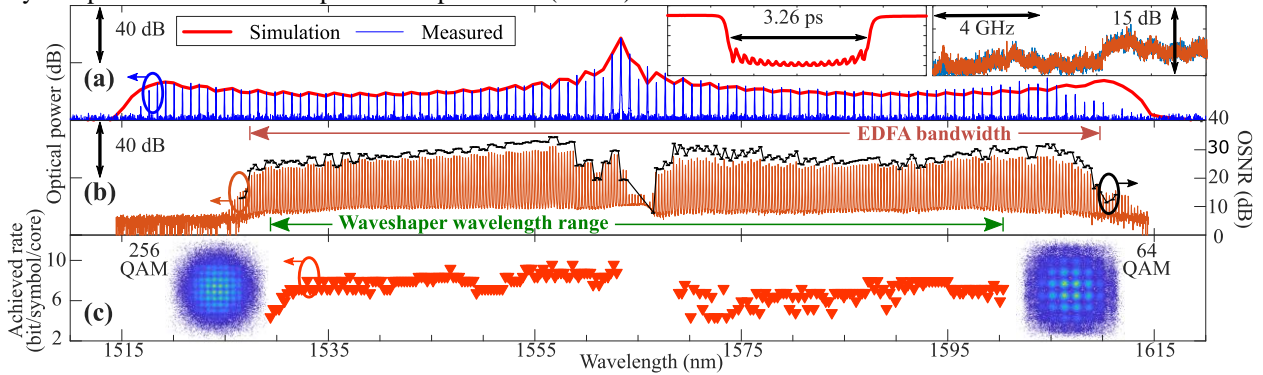 40 dB
Simulation
Measured
3.26 ps
4 GHz
15 dB
(a)
Optical power (dB)
40 dB
(b)
EDFA bandwidth
Waveshaper wavelength range
40
30
20
10
0
OSNR (dB)
Achieved rate
(bit/symbol/core)
10
6
2
(c)
256
QAM
64
QAM
1515
1535
1555
1575
1595
1615
Wavelength (nm)